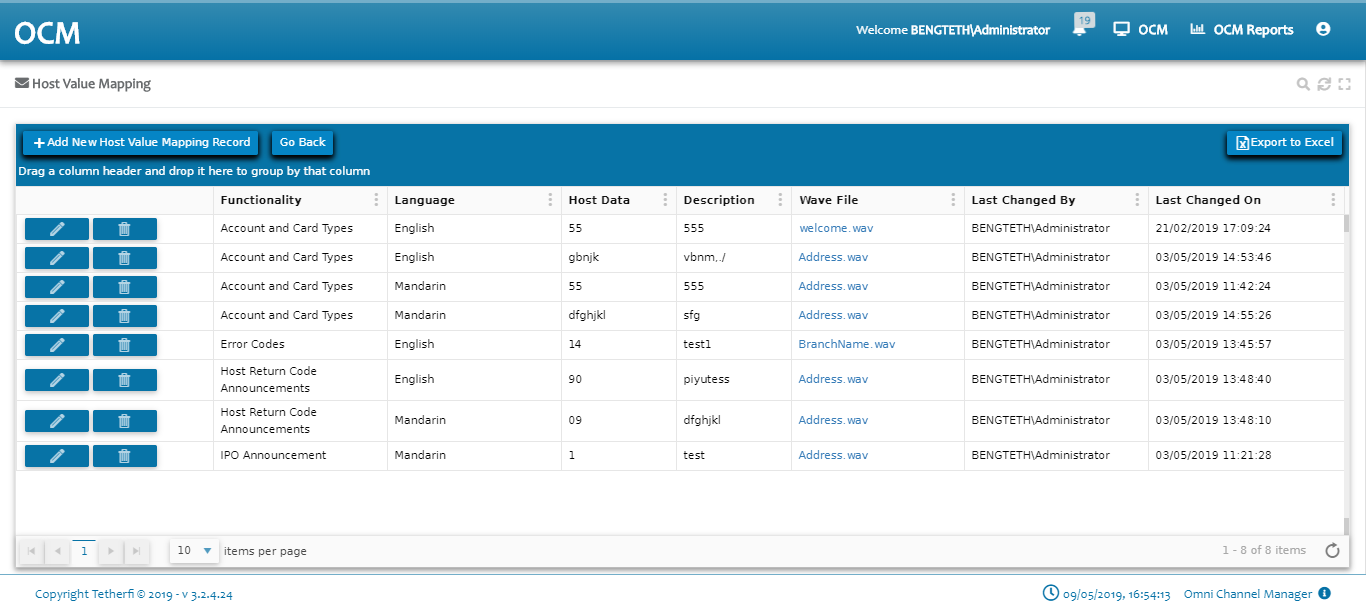 OCM
Welcome BENGTETH\Administrator 19 OCM OCM Reports
Host Value Mapping
Add New Host Value Mapping Record Go Back Export to Excel
Drag a column header and drop it here to group by that column
Functionality Language Host Data Description Wave File Last Changed By Last Changed On
Account and Card Types English 55 555 welcome.wav BENGTETH\Administrator 21/02/2019 17:09:24
Account and Card Types English gbnjk vbnm,./ Address.wav BENGTETH\Administrator 03/05/2019 14:53:46
Account and Card Types Mandarin 55 555 Address.wav BENGTETH\Administrator 03/05/2019 11:42:24
Account and Card Types Mandarin dfghjkl sfg Address.wav BENGTETH\Administrator 03/05/2019 14:55:26
Error Codes English 14 test1 BranchName.wav BENGTETH\Administrator 03/05/2019 13:45:57
Host Return Code
Announcements English 90 piyutess Address.wav BENGTETH\Administrator 03/05/2019 13:48:40
Host Return Code
Announcements Mandarin 09 dfghjkl Address.wav BENGTETH\Administrator 03/05/2019 13:48:10
IPO Announcement Mandarin 1 test Address.wav BENGTETH\Administrator 03/05/2019 11:21:28
1 10 items per page 1 - 8 of 8 items
Copyright Tetherfi © 2019 - v 3.2.4.24 09/05/2019, 16:54:13 Omni Channel Manager